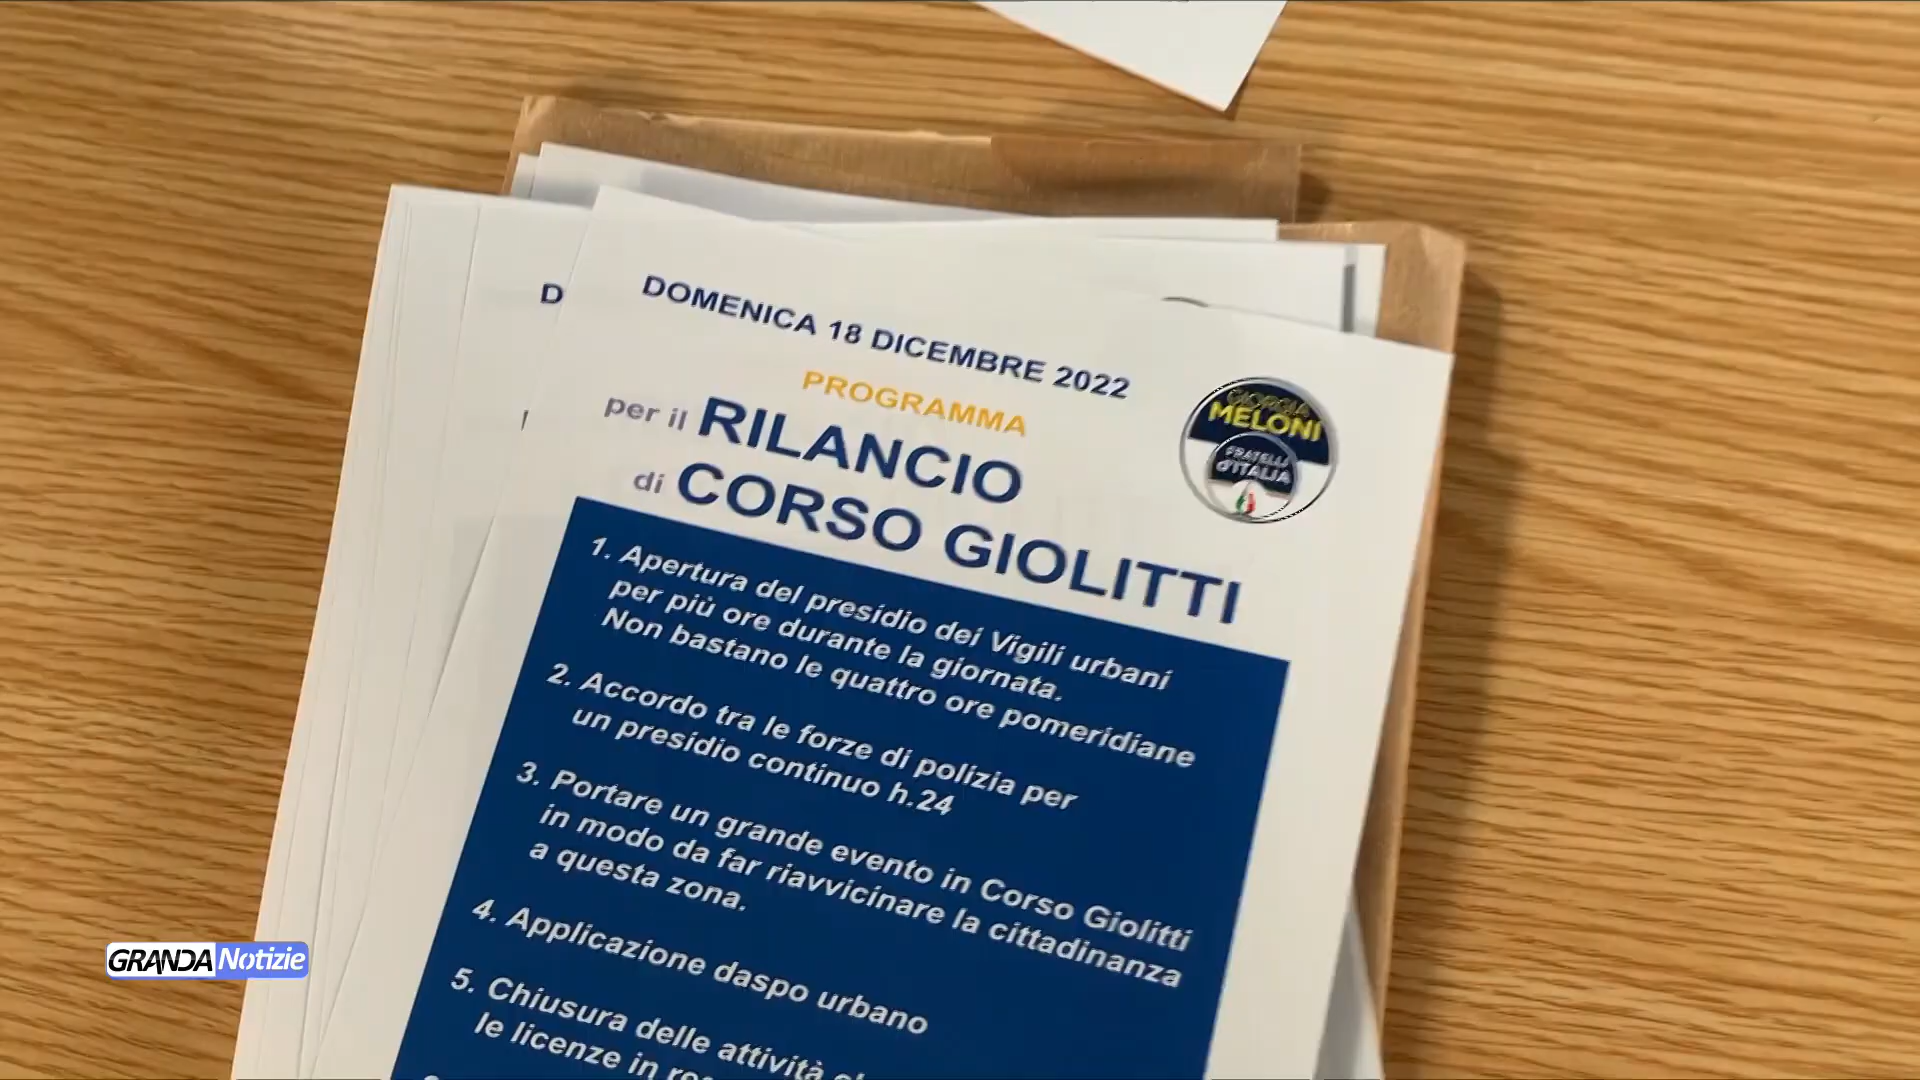 D
DOMENICA 18 DICEMBRE 2022
PROGRAMMA
per il RILANCIO
di CORSO GIOLITTI
GIORGIA
MELONI
FRATELLI
d'ITALIA
1. Apertura del presidio dei Vigili urbani
per più ore durante la giornata.
Non bastano le quattro ore pomeridiane
2. Accordo tra le forze di polizia per
un presidio continuo h.24
3. Portare un grande evento in Corso Giolitti
in modo da far riavvicinare la cittadinanza
a questa zona.
4. Applicazione daspo urbano
5. Chiusura delle attività
le licenze in
GRANDA Notizie